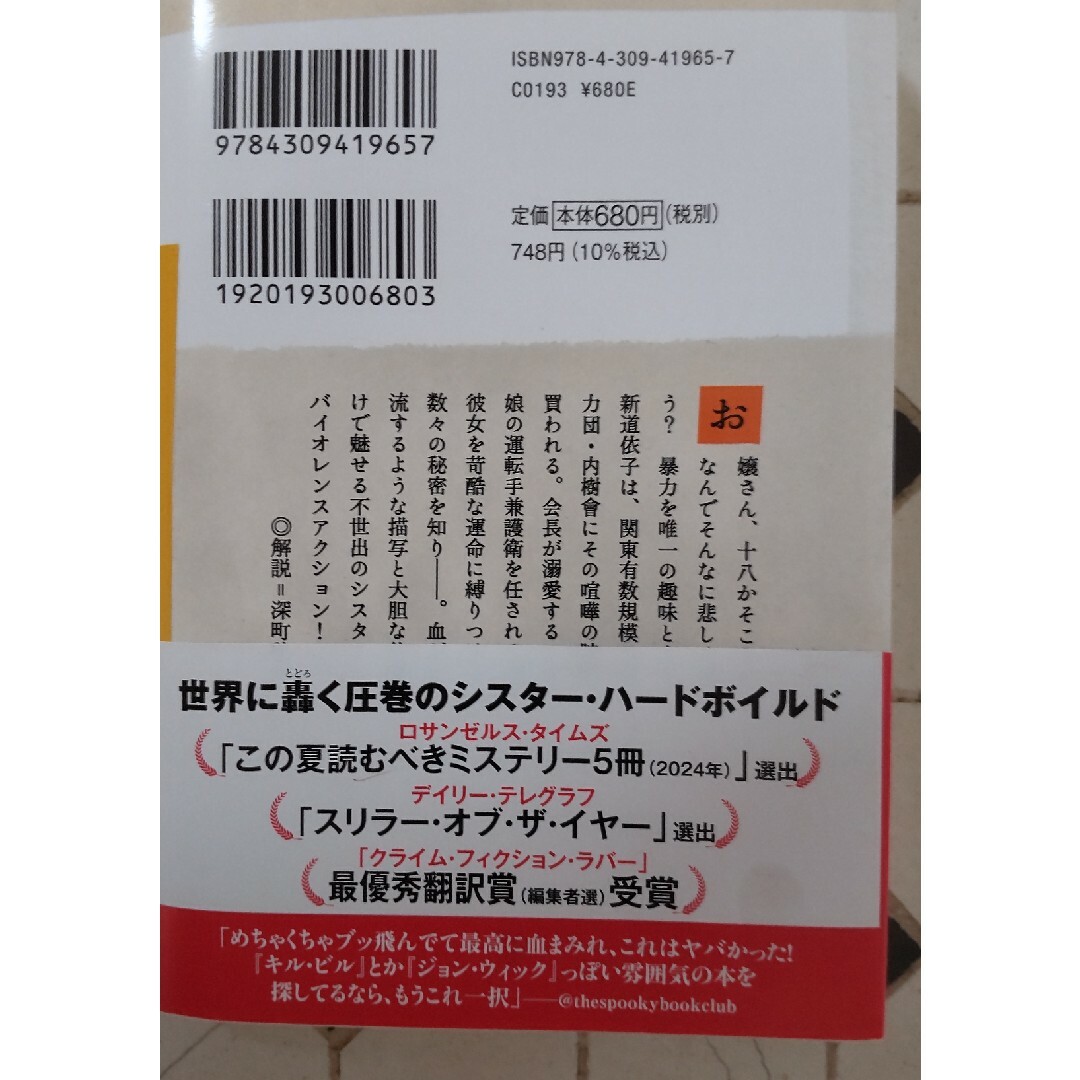 ISBN978-4-309-41965-7
C0193 ¥680E
9784309419657
1920193006803
定価 本体680円(税別)
748円(10%税込)
お嬢さん、十八かそこ
なんでそんなに悲し
う? 暴力を唯一の趣味と
新道依子は、関東有数規模
力団・内樹會にその喧嘩の
買われる。会長が溺愛する
娘の運転手兼護衛を任され
彼女を苛酷な運命に縛りつ
数々の秘密を知り――。血
流するような描写と大胆な
けで魅せる不世出のシスタ
バイオレンスアクション!
◎解説=深町
世界に轟く圧巻のシスター・ハードボイルド
とどろ
ロサンゼルス・タイムズ
「この夏読むべきミステリー5冊(2024年)」選出
デイリー・テレグラフ
「スリラー・オブ・ザ・イヤー」選出
「クライム・フィクション・ラバー」
最優秀翻訳賞(編集者選)受賞
「めちゃくちゃブッ飛んでて最高に血まみれ、これはヤバかった!
『キル・ビル』とか『ジョン・ウィック』っぽい雰囲気の本を
探してるなら、もうこれ一択」――@thespookybookclub